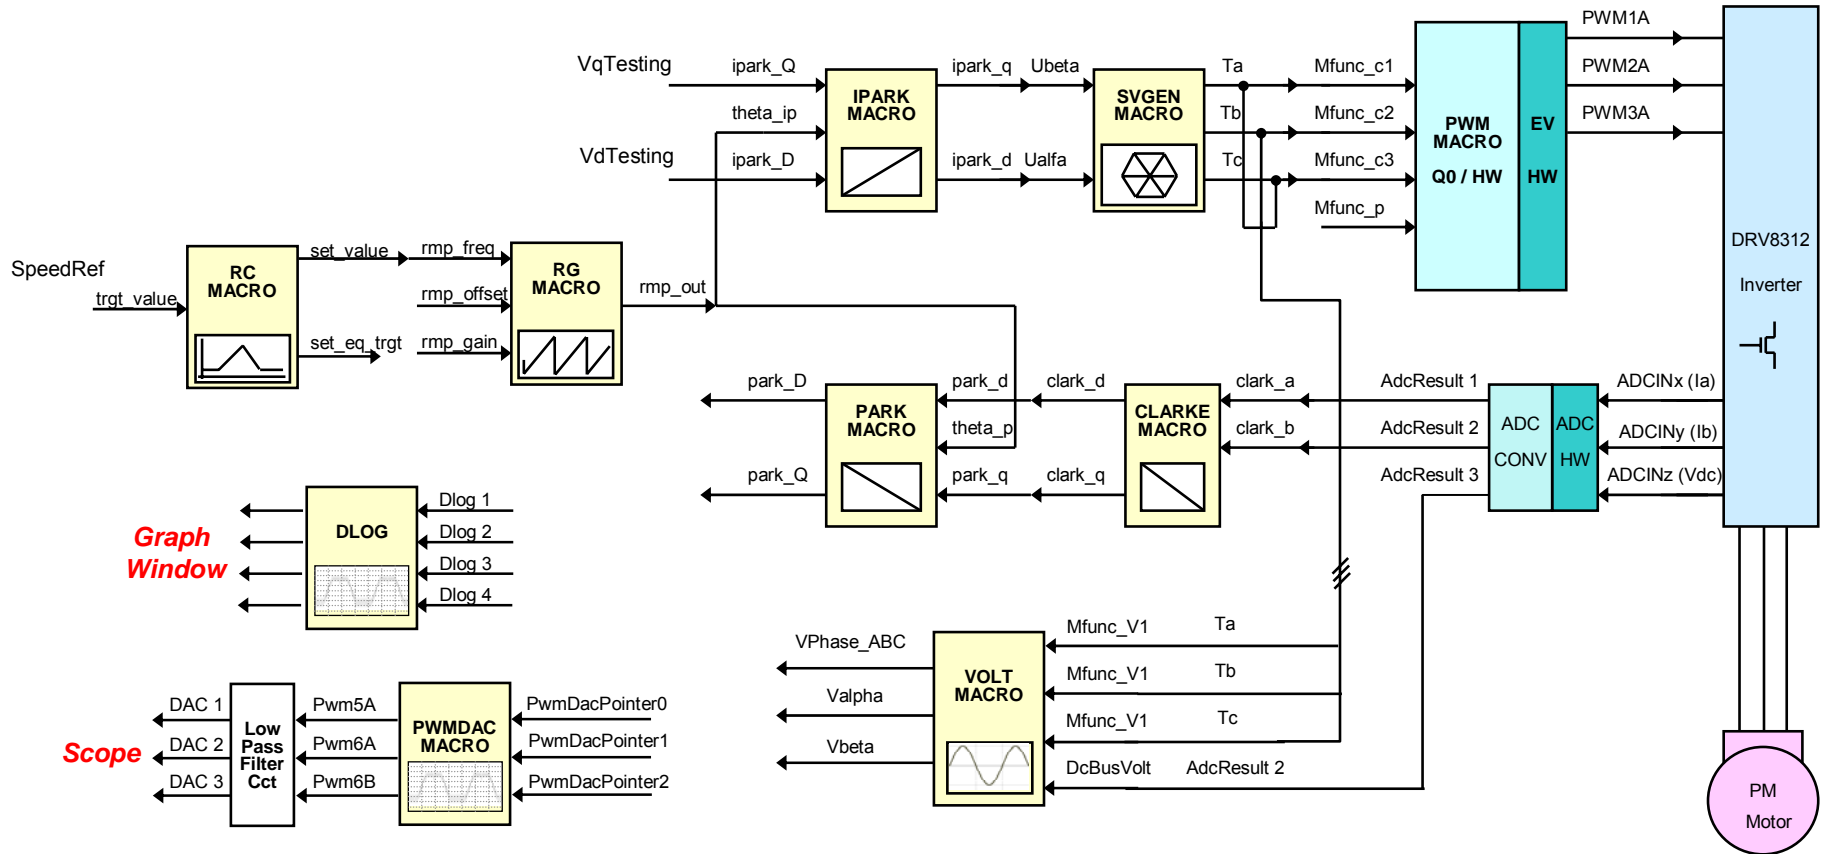 VqTesting
ipark_Q
theta_ip
VdTesting
ipark_D
IPARK
MACRO
ipark_q
Ubeta
ipark_d
Ualfa
SVGEN
MACRO
Ta
Tb
Tc
Mfunc_c1
Mfunc_c2
Mfunc_c3
Mfunc_p
PWM
MACRO
Q0 / HW
EV
HW
PWM1A
PWM2A
PWM3A
DRV8312
Inverter
SpeedRef
trgt_value
RC
MACRO
set_value
set_eq_trgt
rmp_freq
rmp_offset
rmp_gain
RG
MACRO
rmp_out
park_D
park_Q
PARK
MACRO
park_d
theta_p
park_q
clark_d
clark_q
CLARKE
MACRO
clark_a
clark_b
AdcResult 1
AdcResult 2
AdcResult 3
ADC
CONV
ADC
HW
ADCINx (Ia)
ADCINy (Ib)
ADCINz (Vdc)
Graph
Window
DLOG
Dlog 1
Dlog 2
Dlog 3
Dlog 4
Scope
DAC 1
DAC 2
DAC 3
Low
Pass
Filter
Cct
Pwm5A
Pwm6A
Pwm6B
PWMDAC
MACRO
PwmDacPointer0
PwmDacPointer1
PwmDacPointer2
VPhase_ABC
Valpha
Vbeta
VOLT
MACRO
Mfunc_V1
Ta
Mfunc_V1
Tb
Mfunc_V1
Tc
DcBusVolt
AdcResult 2
PM
Motor